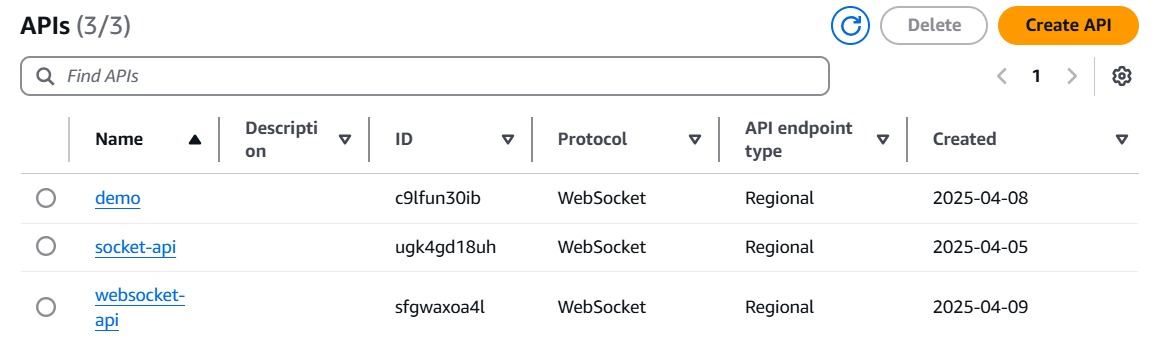 APIs (3/3)
Delete
Create API
Find APIs
1
Name
Descripti
on
ID
Protocol
API endpoint
type
Created
demo c9lfun30ib WebSocket Regional 2025-04-08
socket-api ugk4gd18uh WebSocket Regional 2025-04-05
websocket-
api
sfgwaxoa4l WebSocket Regional 2025-04-09